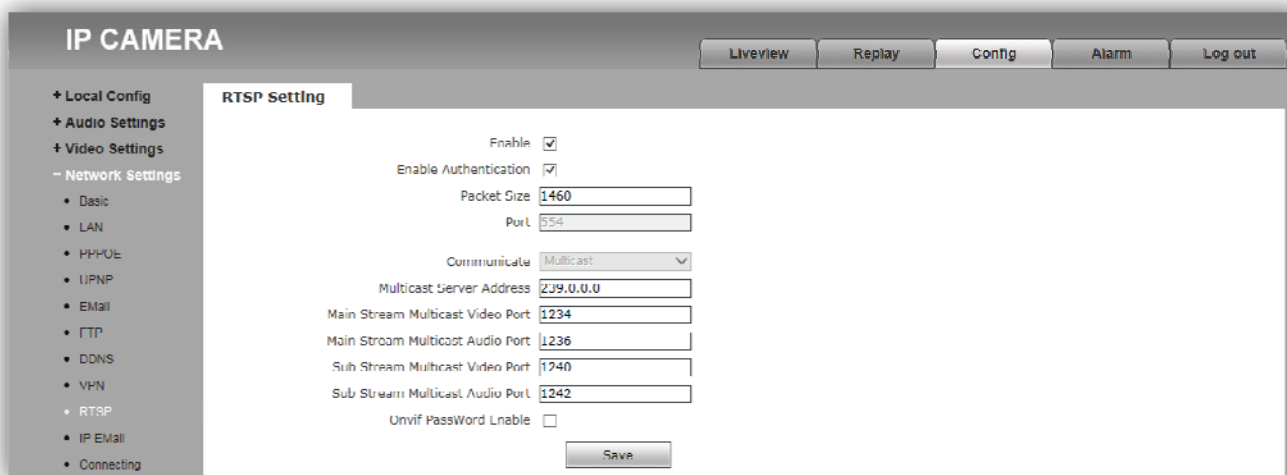 IP CAMERA
Liveview
Replay
Config
Alarm
Log out
+ Local Config
+ Audio Settings
+ Video Settings
− Network Settings
• Basic
• LAN
• PPPOE
• UPNP
• EMail
• FTP
• DDNS
• VPN
• RTSP
• IP EMail
• Connecting
RTSP Setting
Enable
Enable Authentication
Packet Size 1460
Port 554
Communicate Multicast
Multicast Server Address 239.0.0.0
Main Stream Multicast Video Port 1234
Main Stream Multicast Audio Port 1236
Sub Stream Multicast Video Port 1240
Sub Stream Multicast Audio Port 1242
Onvif PassWord Enable
Save